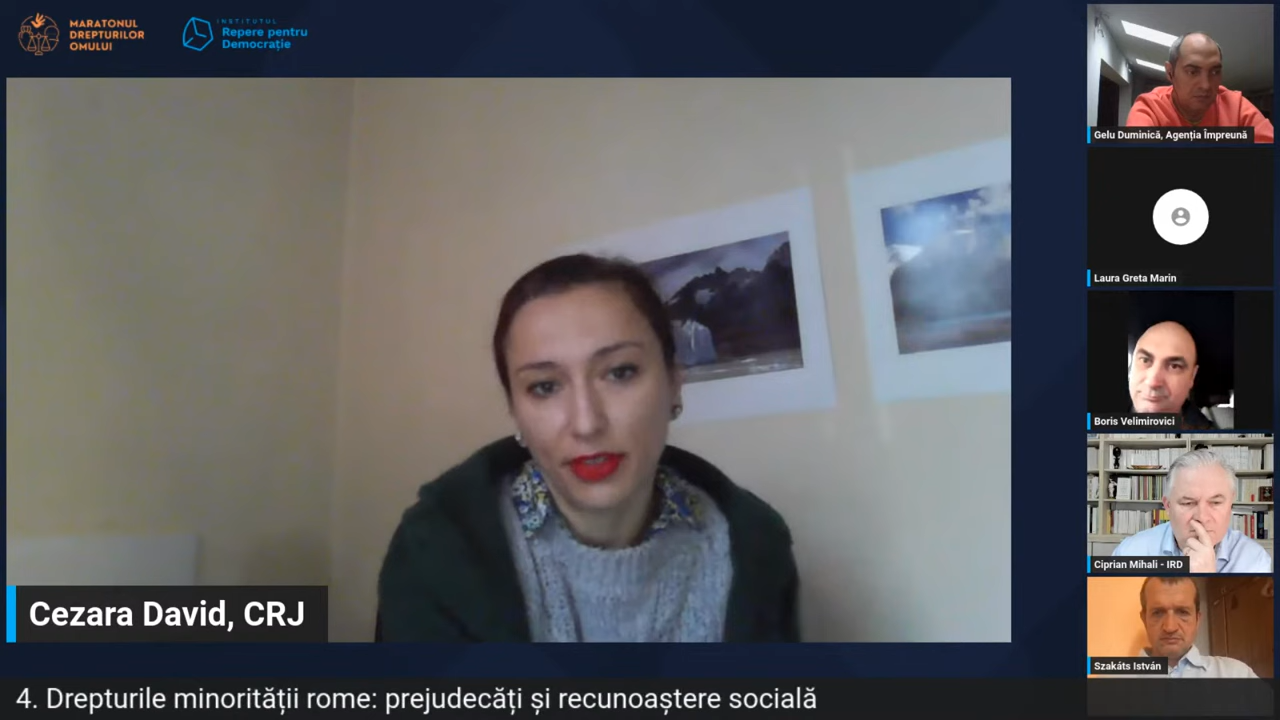 MARATONUL
DREPTURILOR
OMULUI
INSTITUTUL
Repere pentru
Democrație
Gelu Duminică, Agenția Împreună
Laura Greta Marin
Boris Velimirovici
Ciprian Mihali - IRD
Szakáts István
Cezara David, CRJ
4. Drepturile minorității rome: prejudecăți și recunoaștere socială